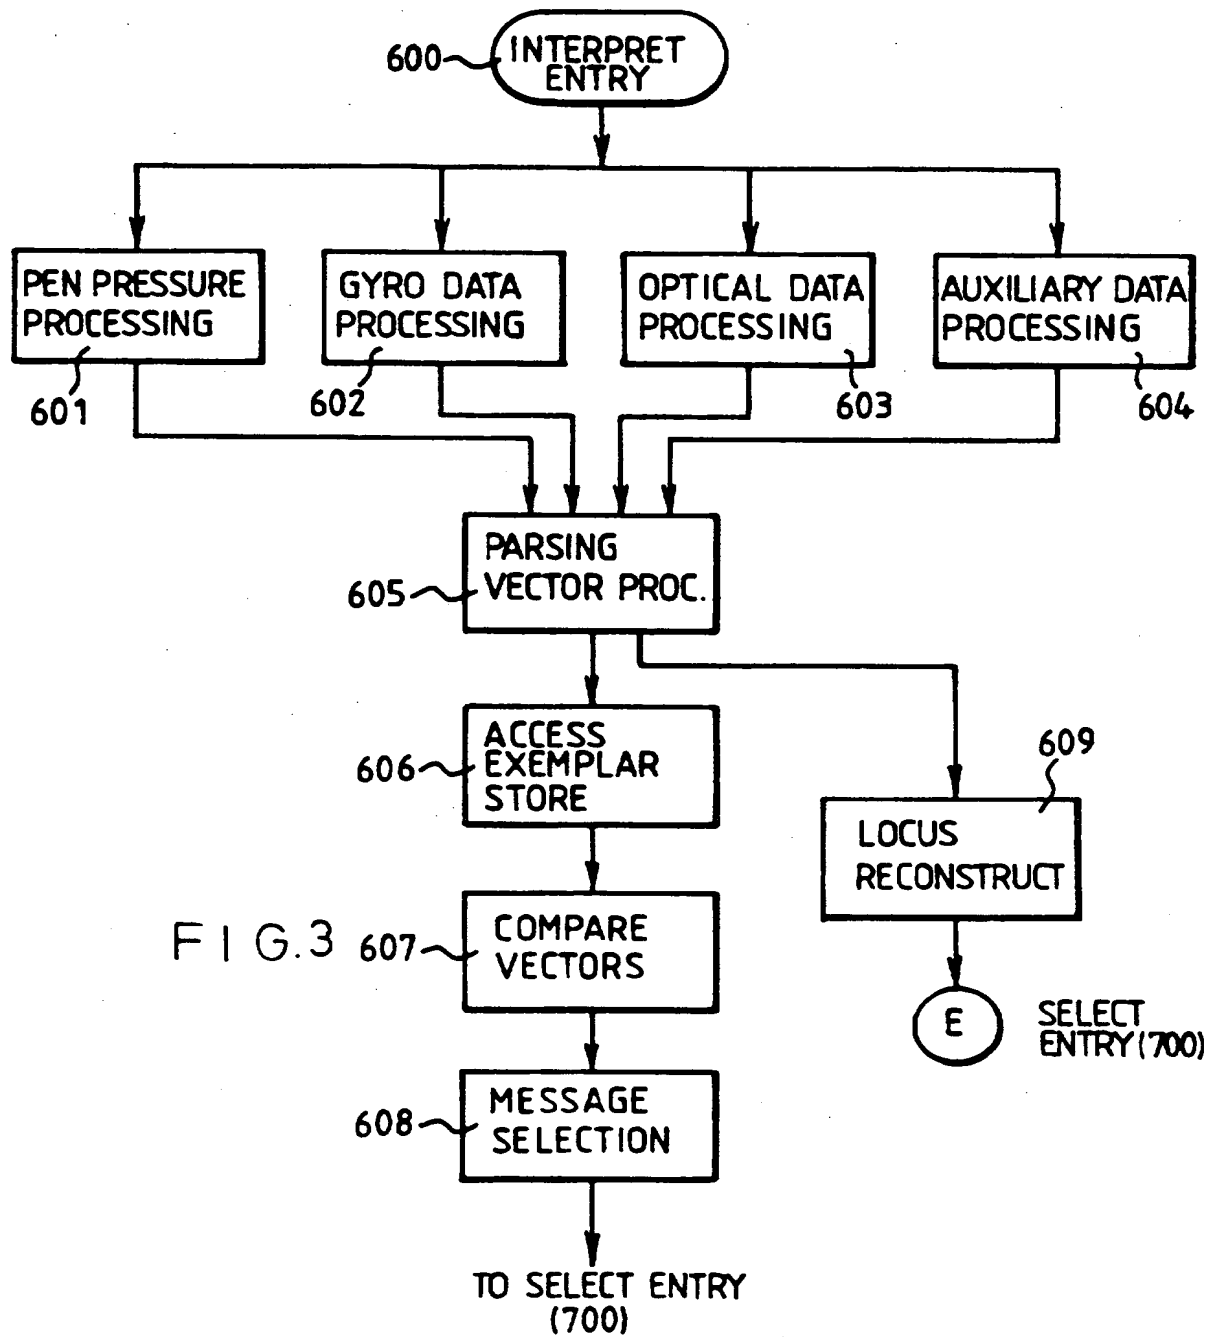 600
INTERPRET
ENTRY
PEN PRESSURE
PROCESSING
601
GYRO DATA
PROCESSING
602
OPTICAL DATA
PROCESSING
603
AUXILIARY DATA
PROCESSING
604
PARSING
VECTOR PROC.
605
ACCESS
EXEMPLAR
STORE
606
609
LOCUS
RECONSTRUCT
FIG.3
607
COMPARE
VECTORS
E
SELECT
ENTRY (700)
608
MESSAGE
SELECTION
TO SELECT ENTRY
(700)